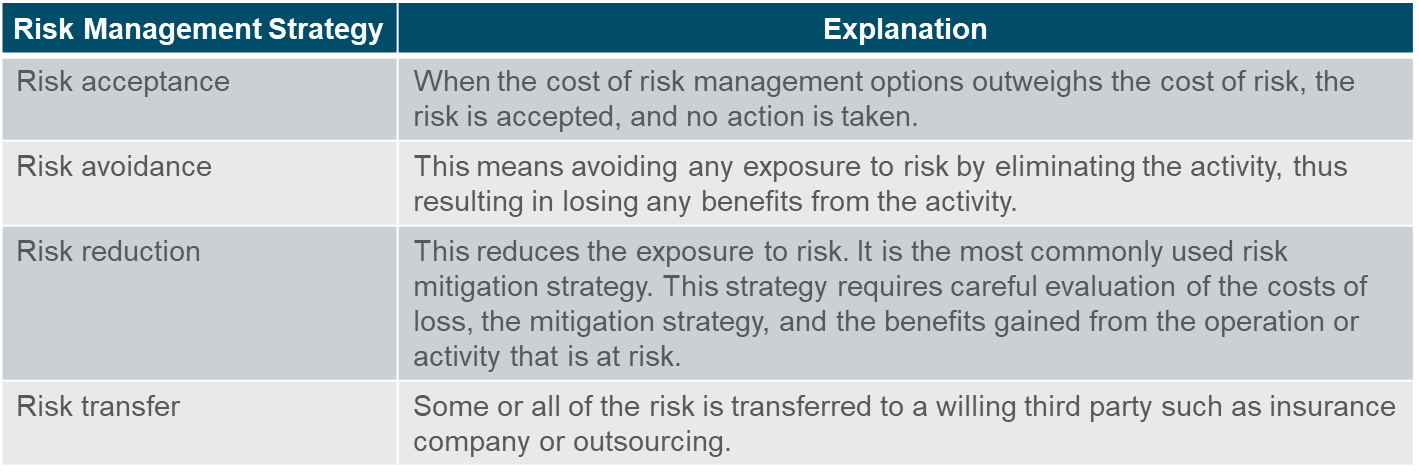 Risk Management Strategy
Explanation
Risk acceptance
When the cost of risk management options outweighs the cost of risk, the
risk is accepted, and no action is taken.
Risk avoidance
This means avoiding any exposure to risk by eliminating the activity, thus
resulting in losing any benefits from the activity.
Risk reduction
This reduces the exposure to risk. It is the most commonly used risk
mitigation strategy. This strategy requires careful evaluation of the costs of
loss, the mitigation strategy, and the benefits gained from the operation or
activity that is at risk.
Risk transfer
Some or all of the risk is transferred to a willing third party such as insurance
company or outsourcing.